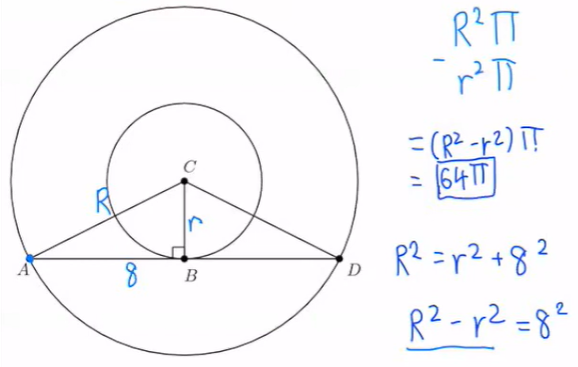 C
R
r
A
8
B
D
R²π
- r²π
= (R² - r²) π
= 64π
R² = r² + 8²
R² - r² = 8²